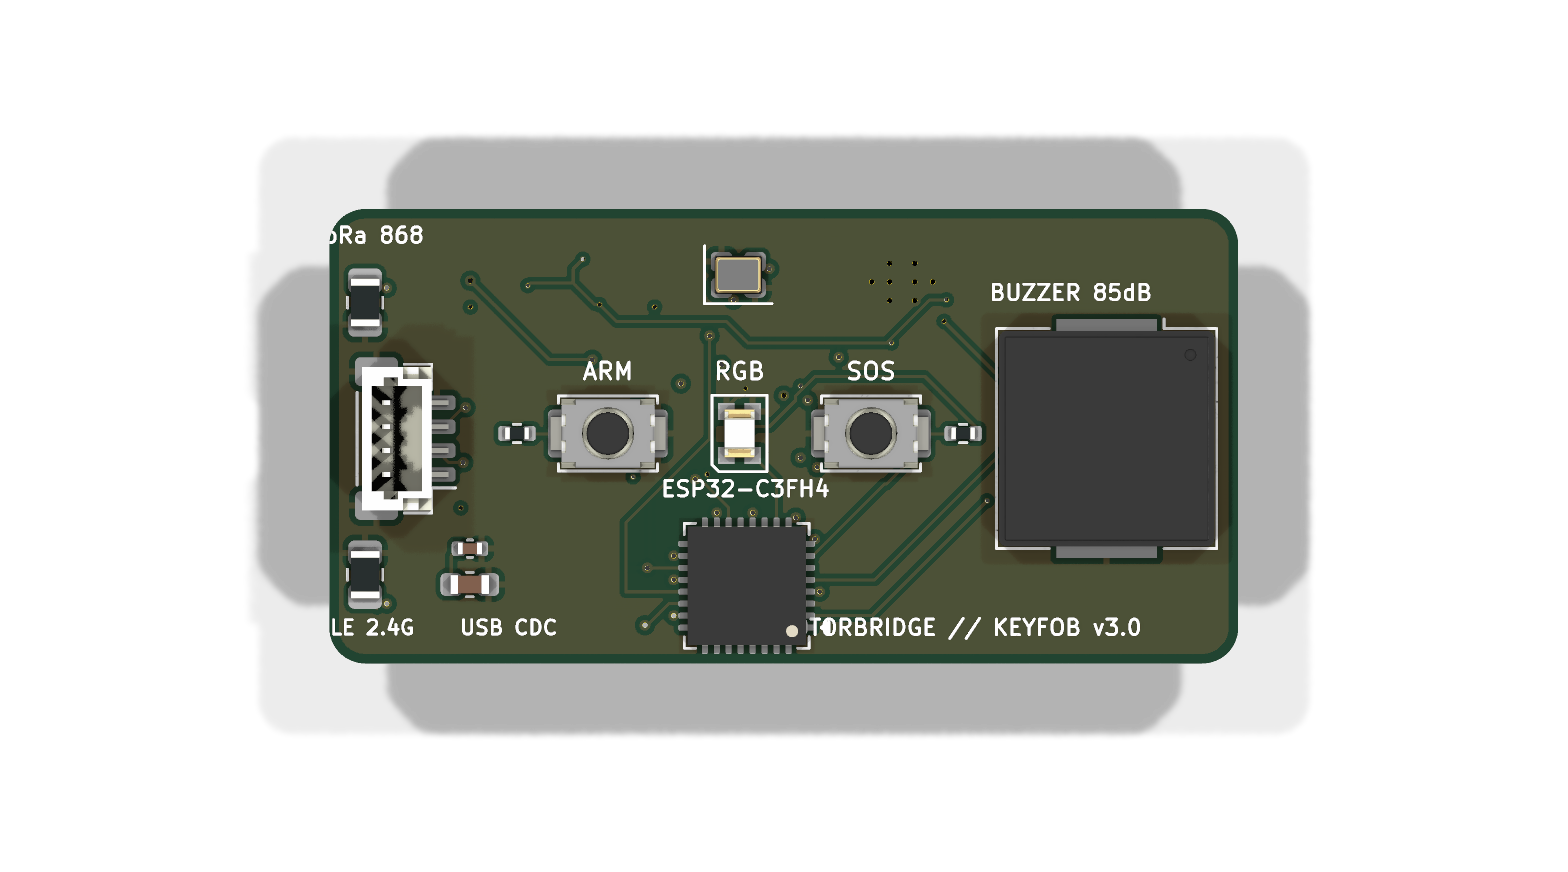 oRa 868
BUZZER 85dB
ARM
RGB
SOS
ESP32-C3FH4
LE 2.4G
USB CDC
TORBRIDGE // KEYFOB v3.0